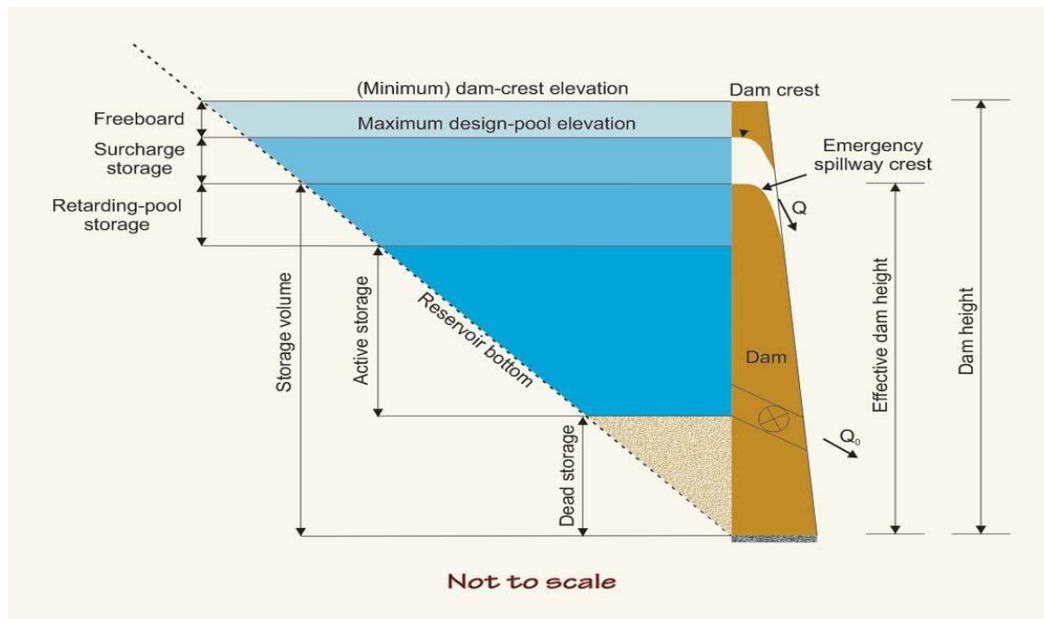 (Minimum) dam-crest elevation
Dam crest
Freeboard
Maximum design-pool elevation
Surcharge
storage
Emergency
spillway crest
Retarding-pool
storage
Q
Storage volume
Active storage
Reservoir bottom
Dead storage
Dam
Q₀
Effective dam height
Dam height
Not to scale